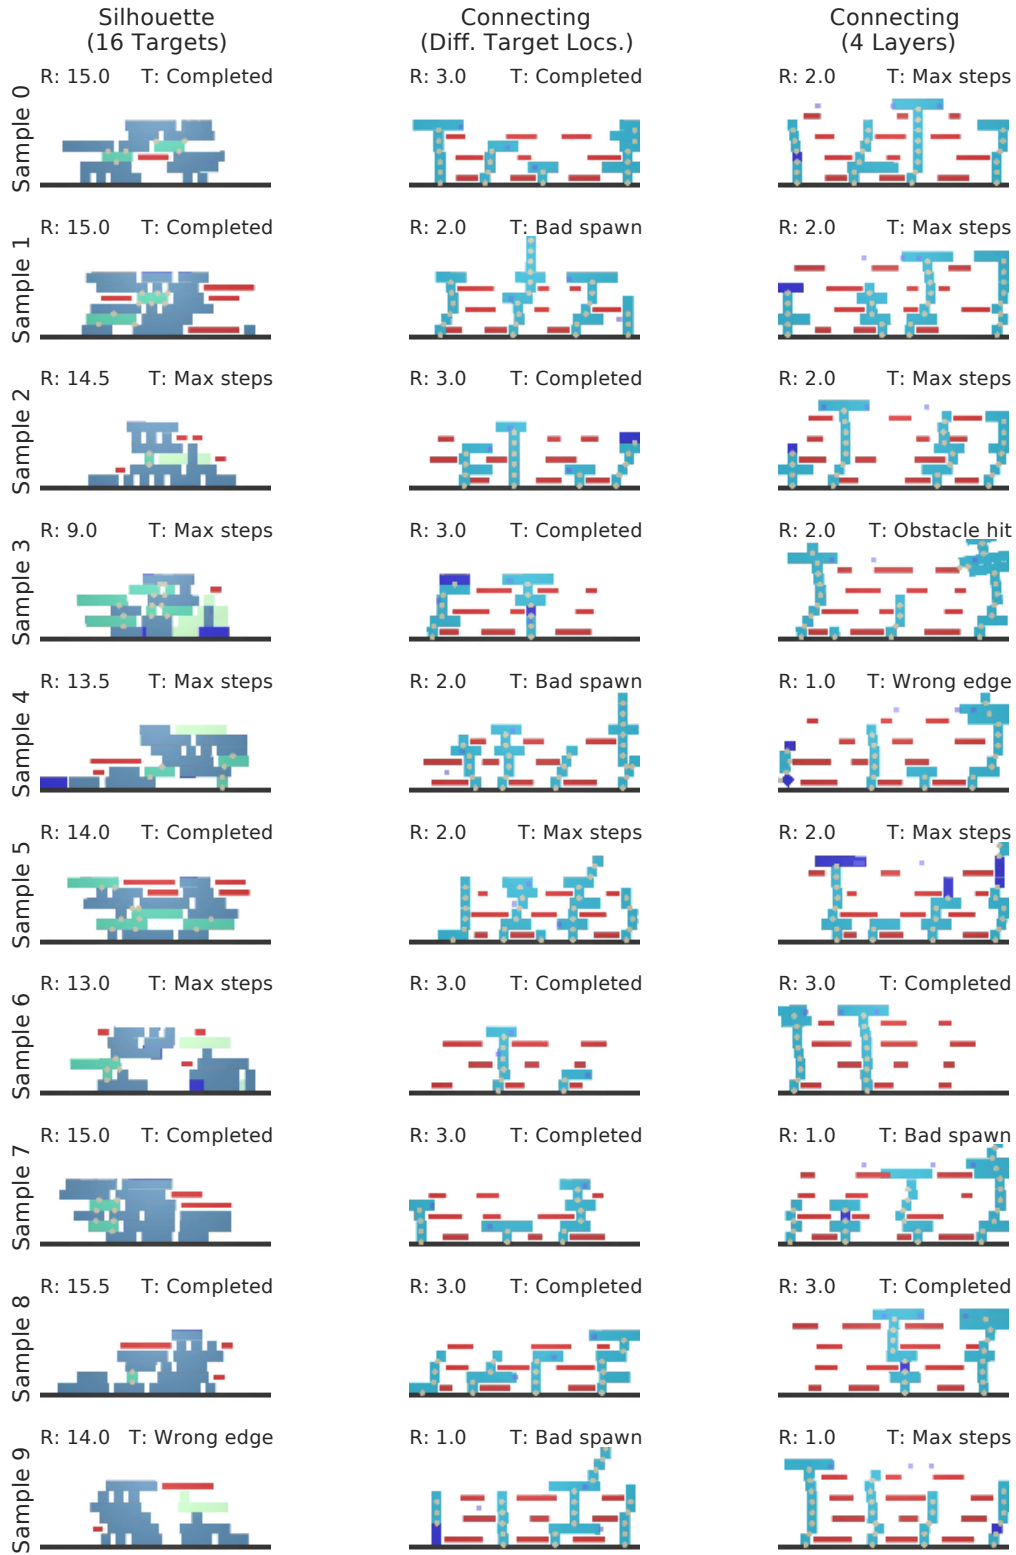 Silhouette
(16 Targets)
Connecting
(Diff. Target Locs.)
Connecting
(4 Layers)
Sample 0
R: 15.0 T: Completed
R: 3.0 T: Completed
R: 2.0 T: Max steps
Sample 1
R: 15.0 T: Completed
R: 2.0 T: Bad spawn
R: 2.0 T: Max steps
Sample 2
R: 14.5 T: Max steps
R: 3.0 T: Completed
R: 2.0 T: Max steps
Sample 3
R: 9.0 T: Max steps
R: 3.0 T: Completed
R: 2.0 T: Obstacle hit
Sample 4
R: 13.5 T: Max steps
R: 2.0 T: Bad spawn
R: 1.0 T: Wrong edge
Sample 5
R: 14.0 T: Completed
R: 2.0 T: Max steps
R: 2.0 T: Max steps
Sample 6
R: 13.0 T: Max steps
R: 3.0 T: Completed
R: 3.0 T: Completed
Sample 7
R: 15.0 T: Completed
R: 3.0 T: Completed
R: 1.0 T: Bad spawn
Sample 8
R: 15.5 T: Completed
R: 3.0 T: Completed
R: 3.0 T: Completed
Sample 9
R: 14.0 T: Wrong edge
R: 1.0 T: Bad spawn
R: 1.0 T: Max steps